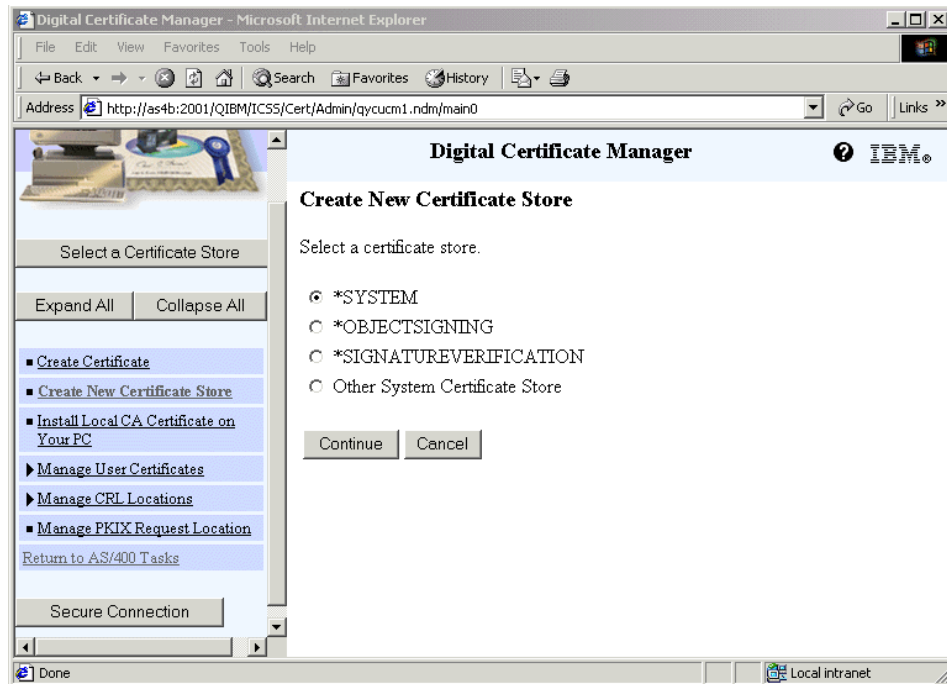 Digital Certificate Manager - Microsoft Internet Explorer
File Edit View Favorites Tools Help
Back Search Favorites History
Address http://as4b:2001/QIBM/ICSS/Cert/Admin/qycucm1.ndm/main0 Go Links »
Select a Certificate Store
Expand All Collapse All
Create Certificate
Create New Certificate Store
Install Local CA Certificate on
Your PC
Manage User Certificates
Manage CRL Locations
Manage PKIX Request Location
Return to AS/400 Tasks
Secure Connection
Digital Certificate Manager ? IBM®
Create New Certificate Store
Select a certificate store.
*SYSTEM
*OBJECTSIGNING
*SIGNATUREVERIFICATION
Other System Certificate Store
Continue Cancel
Done Local intranet